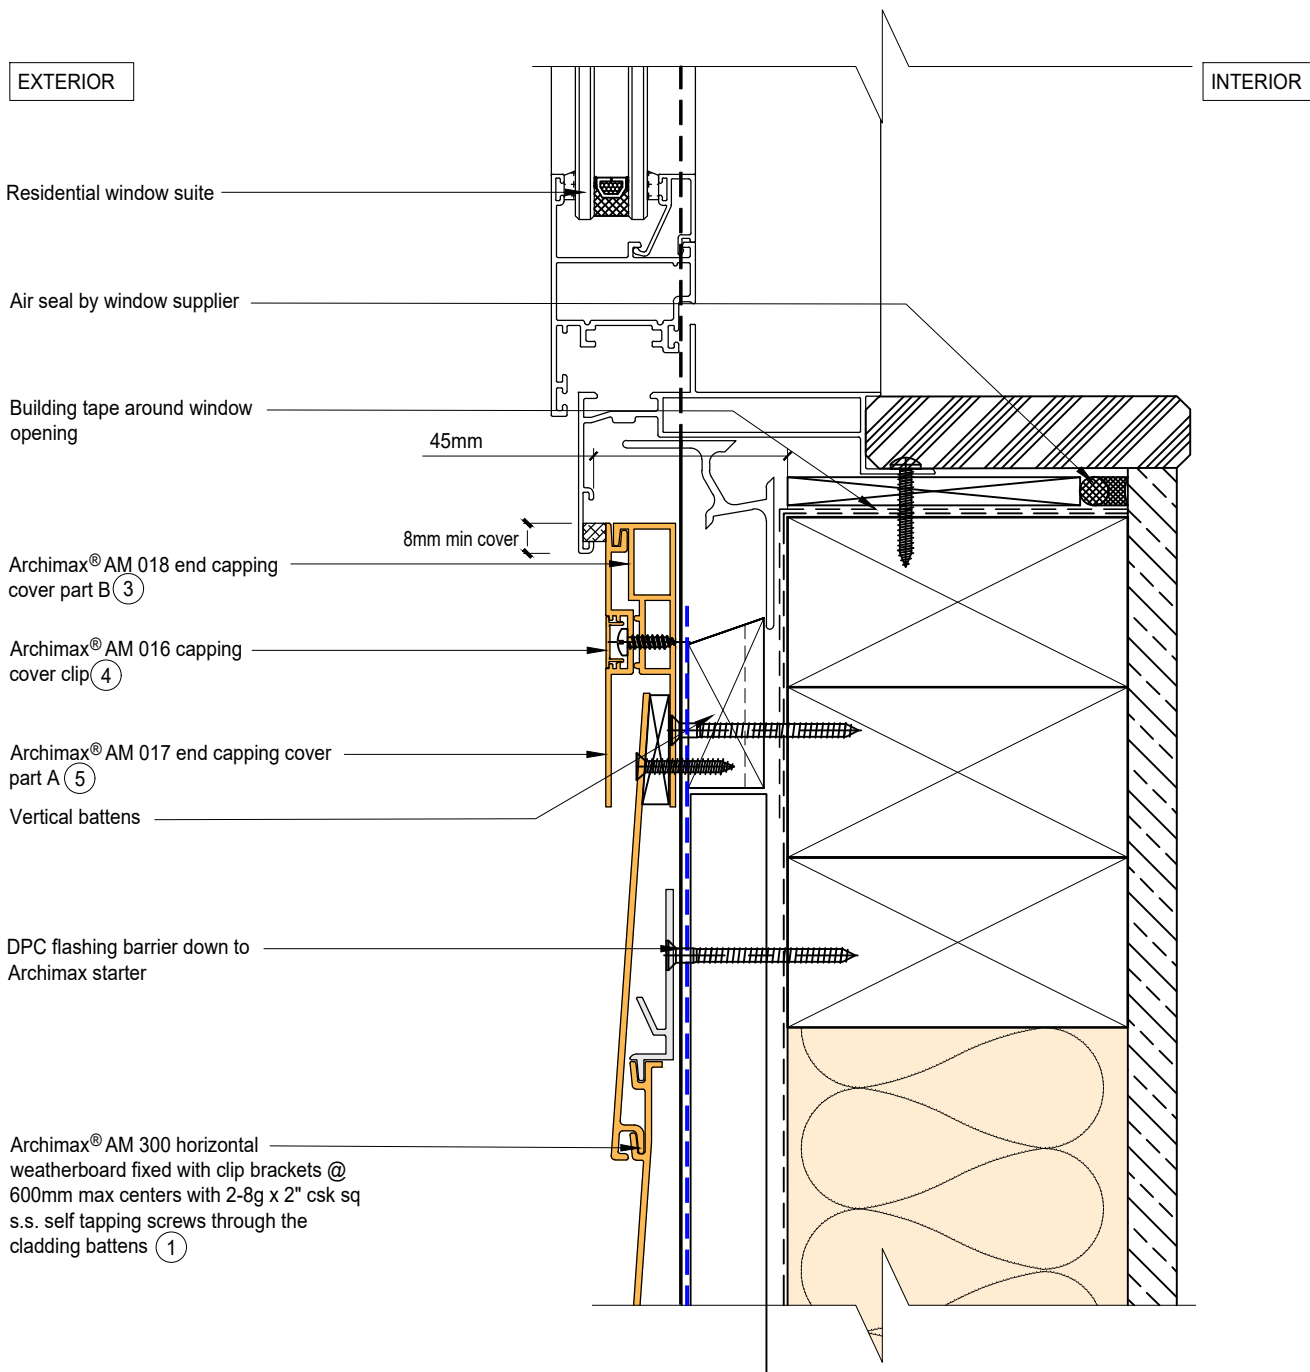 EXTERIOR
INTERIOR
Residential window suite
Air seal by window supplier
Building tape around window
opening
45mm
8mm min cover
Archimax® AM 018 end capping
cover part B 3
Archimax® AM 016 capping
cover clip 4
Archimax® AM 017 end capping cover
part A 5
Vertical battens
DPC flashing barrier down to
Archimax starter
Archimax® AM 300 horizontal
weatherboard fixed with clip brackets @
600mm max centers with 2-8g x 2" csk sq
s.s. self tapping screws through the
cladding battens 1